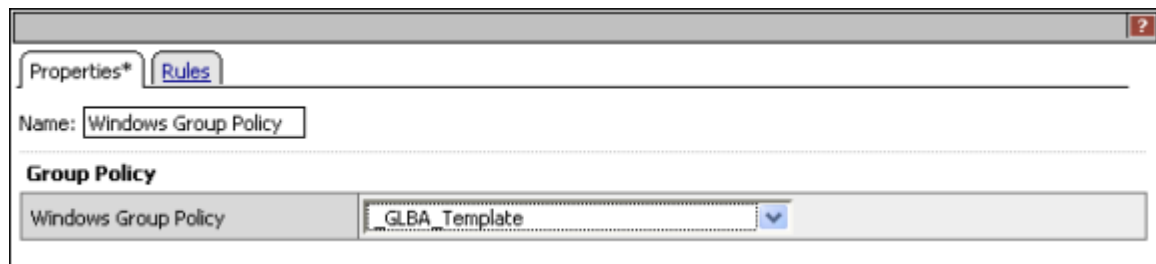 ?
Properties* Rules
Name: Windows Group Policy
Group Policy
Windows Group Policy _GLBA_Template